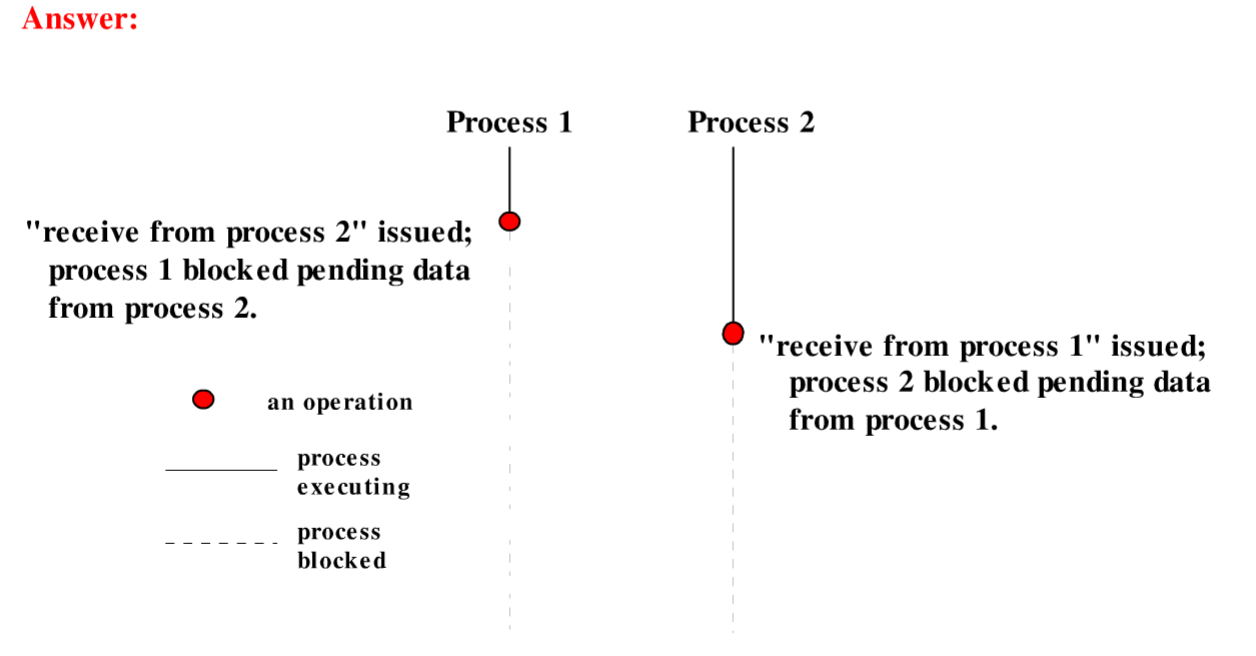 Answer:
Process 1
Process 2
"receive from process 2" issued;
process 1 blocked pending data
from process 2.
"receive from process 1" issued;
process 2 blocked pending data
from process 1.
an operation
process
executing
process
blocked